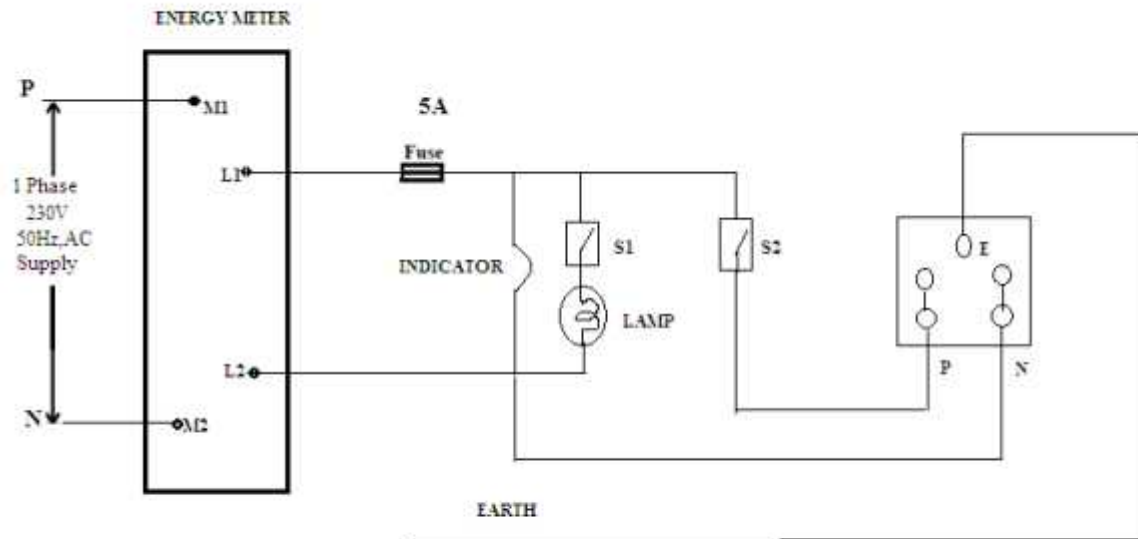 ENERGY METER
P
M1
5A
Fuse
L1
1 Phase
230V
50Hz,AC
Supply
S1
S2
E
INDICATOR
LAMP
L2
P
N
N
M2
EARTH